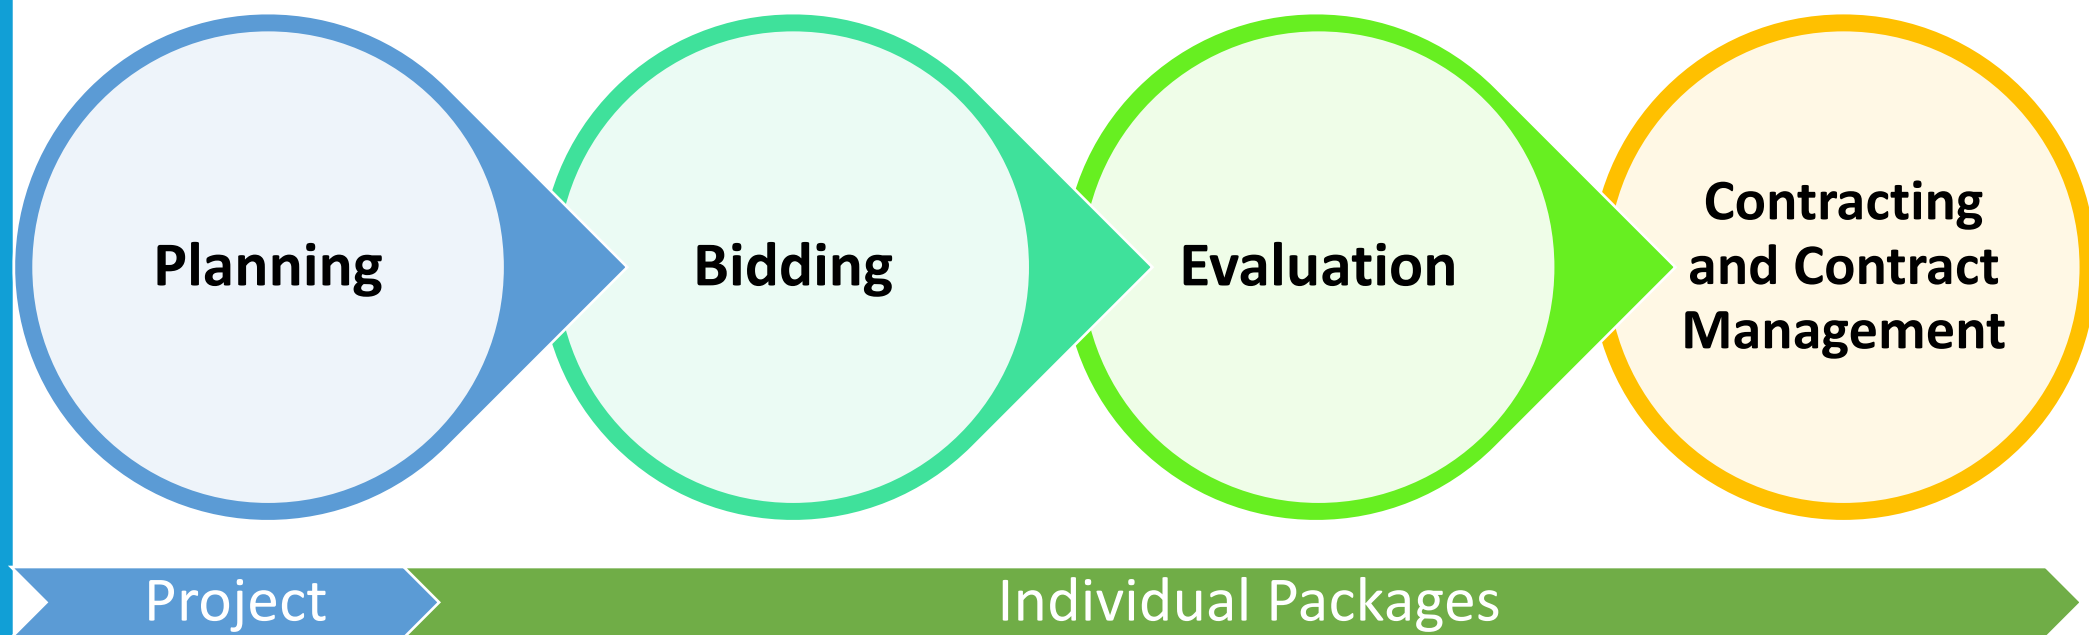 Planning
Bidding
Evaluation
Contracting
and Contract
Management
Project
Individual Packages